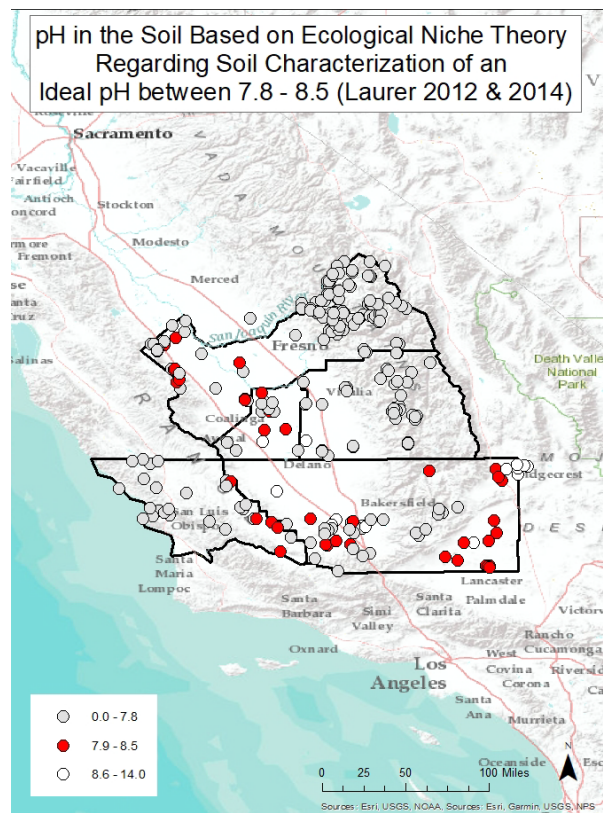 pH in the Soil Based on Ecological Niche Theory
Regarding Soil Characterization of an
Ideal pH between 7.8 - 8.5 (Laurer 2012 & 2014)
Sacramento
Vacaville
Fairfield
Antioch
Stockton
Modesto
Fremont
Merced
San Joaquin River
Fresno
Salinas
Death Valley
National
Park
Coalinga
Delano
Bakersfield
San Luis
Obispo
Santa
Maria
Lompoc
Lancaster
Palmdale
Santa
Barbara
Santa
Clarita
Simi
Valley
Oxnard
Los
Angeles
West
Covina
Corona
Rancho
Cucamonga
Riverside
Santa
Ana
Murrieta
Oceanside
N
0.0 - 7.8
7.9 - 8.5
8.6 - 14.0
0 25 50 100 Miles
Sources: Esri, USGS, NOAA, Sources: Esri, Garmin, USGS, NPS